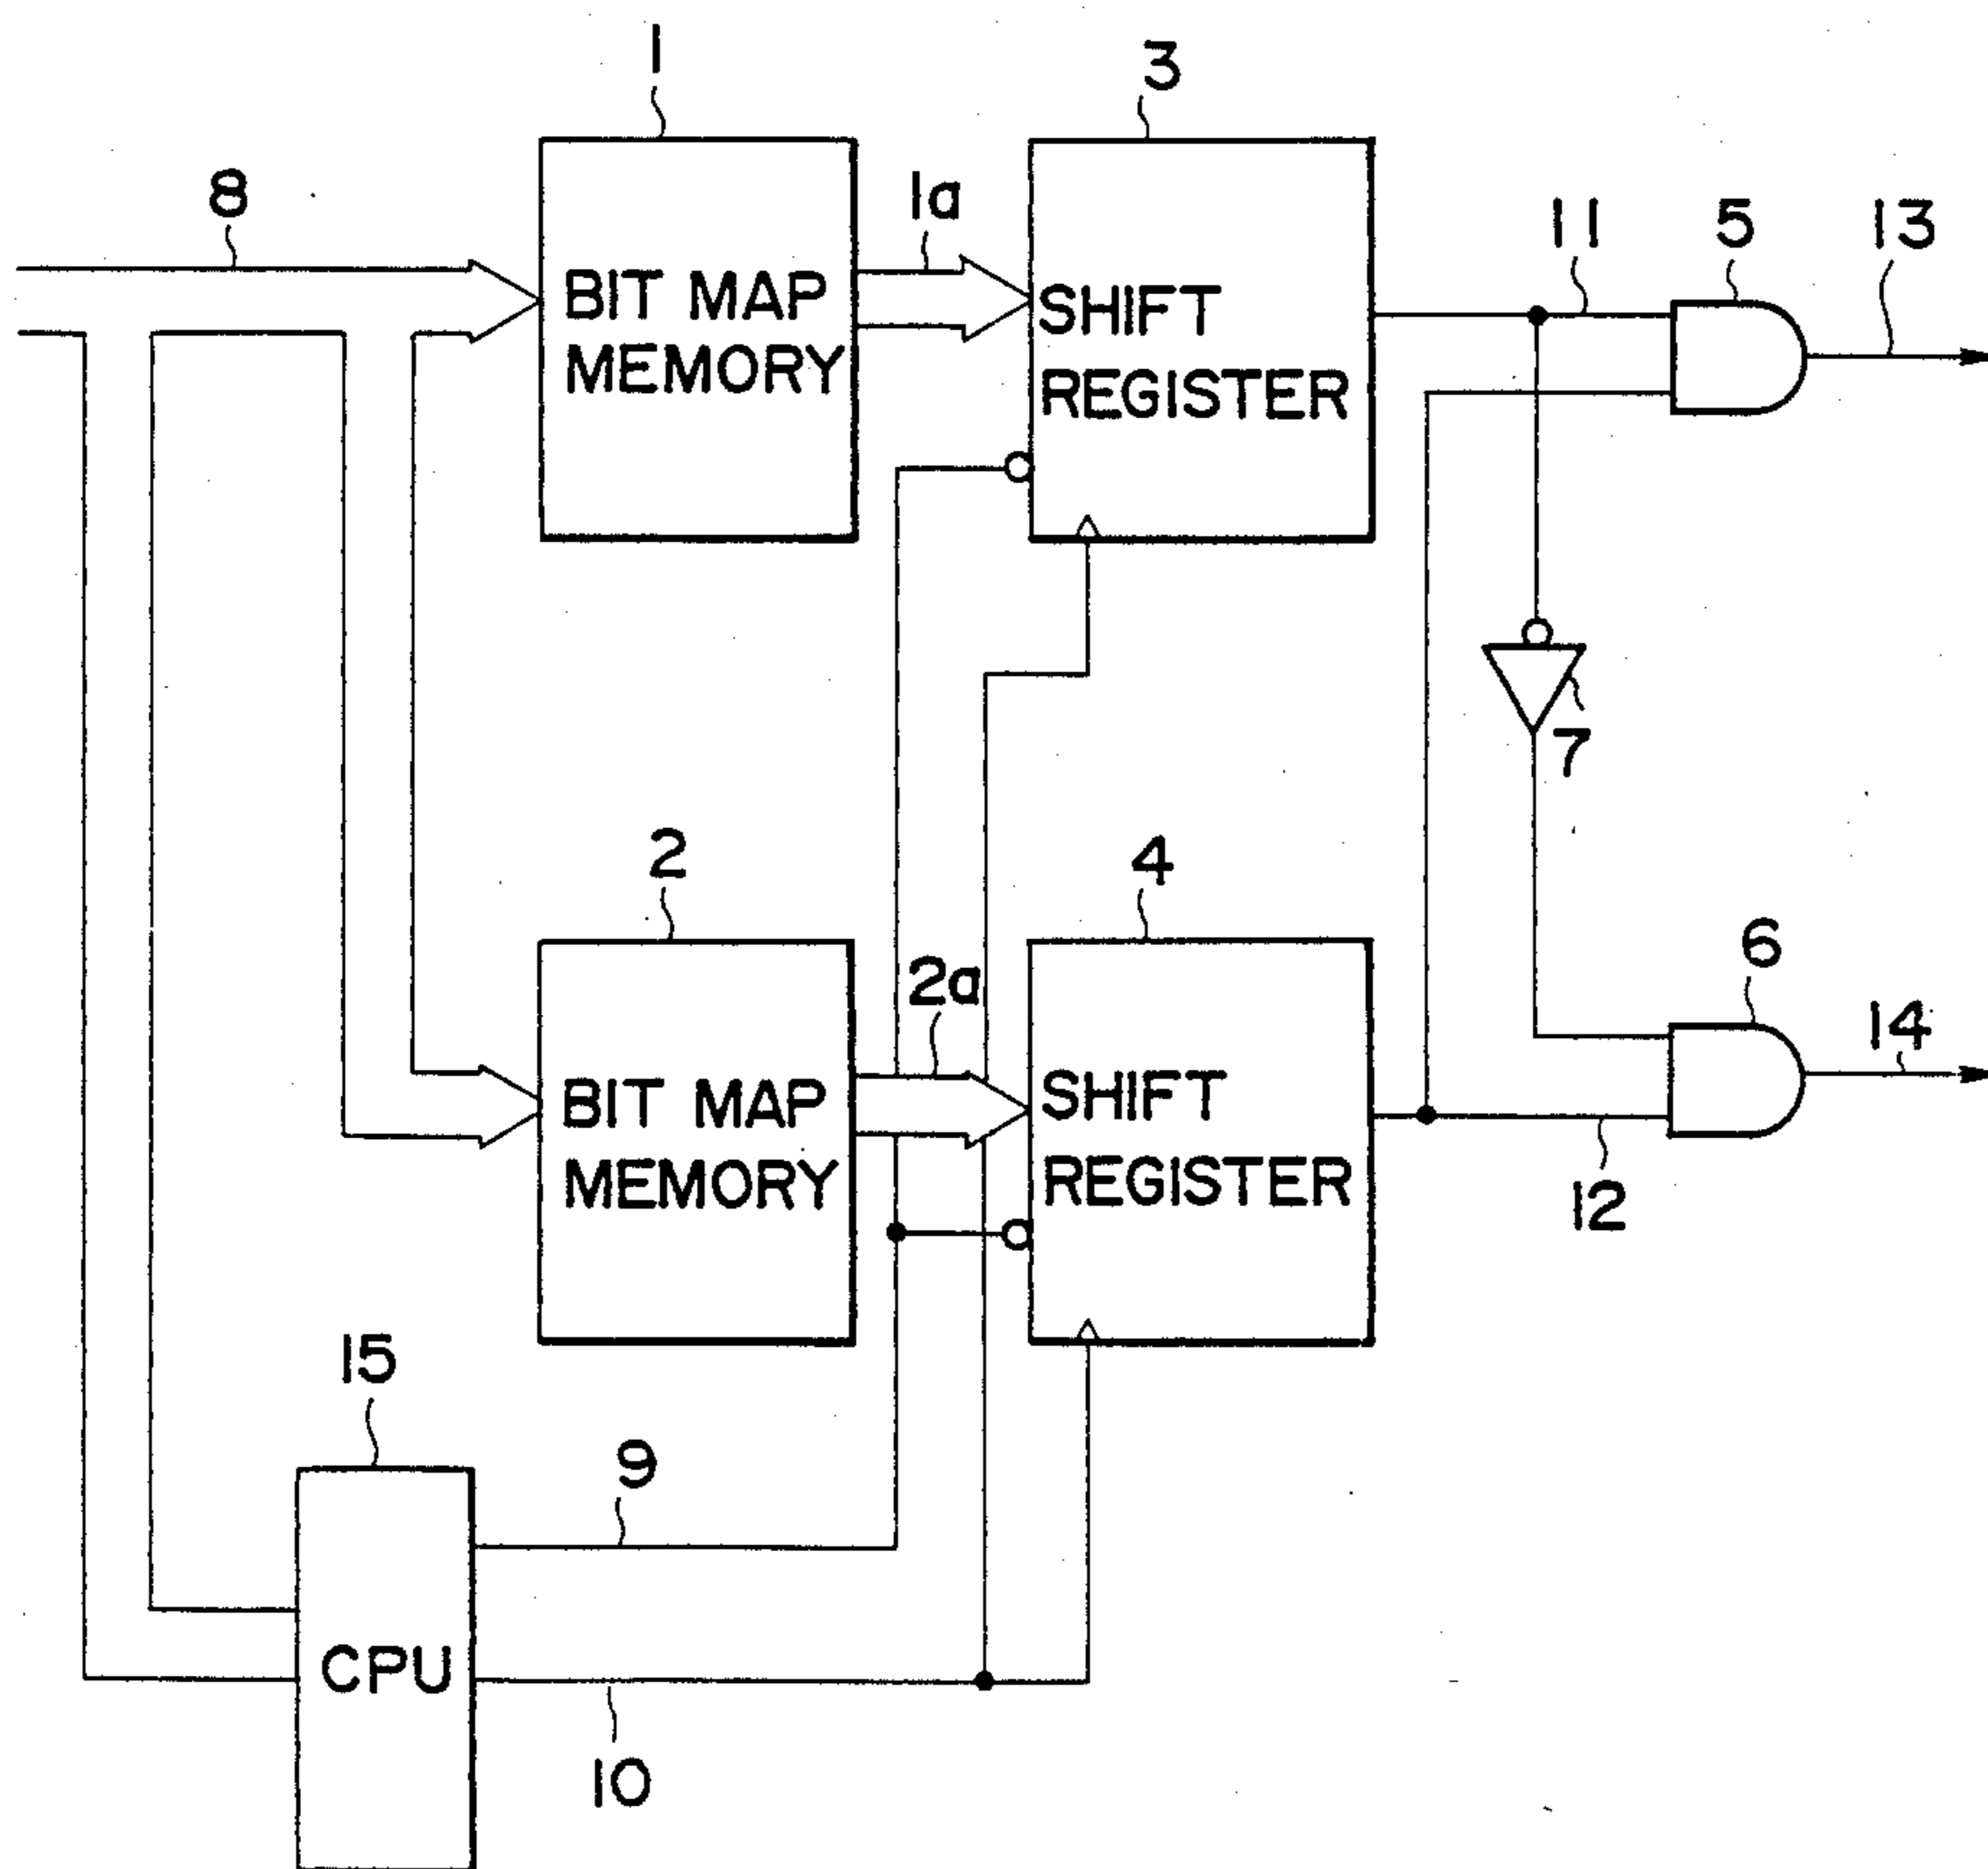 1
3
8
1a
11
5
13
BIT MAP
MEMORY
SHIFT
REGISTER
7
2
4
2a
6
14
BIT MAP
MEMORY
SHIFT
REGISTER
12
15
9
CPU
10